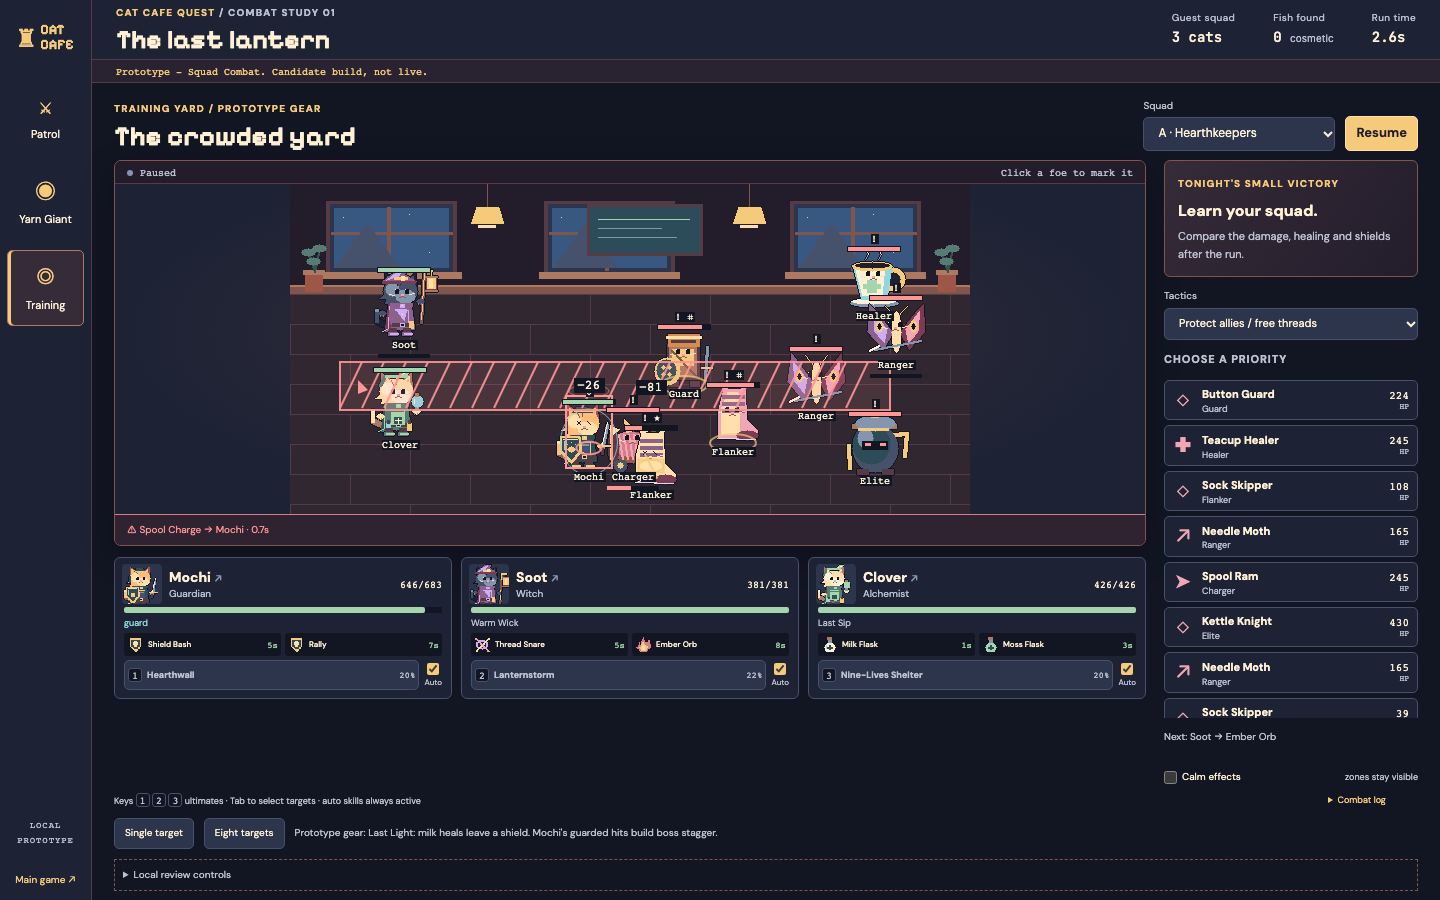 CAT
CAFE
CAT CAFE QUEST / COMBAT STUDY 01
The last lantern
Guest squad
3 cats
Fish found
0 cosmetic
Run time
2.6s
Prototype — Squad Combat. Candidate build, not live.
Patrol
Yarn Giant
Training
LOCAL
PROTOTYPE
Main game ↗
TRAINING YARD / PROTOTYPE GEAR
The crowded yard
Squad
A · Hearthkeepers
Resume
Paused
Click a foe to mark it
!
Healer
!
Ranger
Soot
! #
Guard
!
Ranger
-26
-81
! #
Flanker
Clover
!
! ★
Mochi
Charger
Flanker
!
Elite
⚠ Spool Charge → Mochi · 0.7s
Mochi ↗
Guardian
646/683
guard
Shield Bash 5s
Rally 7s
1 Hearthwall 20%
Auto
Soot ↗
Witch
381/381
Warm Wick
Thread Snare 5s
Ember Orb 8s
2 Lanternstorm 22%
Auto
Clover ↗
Alchemist
426/426
Last Sip
Milk Flask 1s
Moss Flask 3s
3 Nine-Lives Shelter 20%
Auto
TONIGHT'S SMALL VICTORY
Learn your squad.
Compare the damage, healing and shields
after the run.
Tactics
Protect allies / free threads
CHOOSE A PRIORITY
Button Guard 224
Guard HP
Teacup Healer 245
Healer HP
Sock Skipper 108
Flanker HP
Needle Moth 165
Ranger HP
Spool Ram 245
Charger HP
Kettle Knight 430
Elite HP
Needle Moth 165
Ranger HP
Sock Skipper 39
Next: Soot → Ember Orb
Calm effects
zones stay visible
▶ Combat log
Keys 1 2 3 ultimates · Tab to select targets · auto skills always active
Single target
Eight targets
Prototype gear: Last Light: milk heals leave a shield. Mochi's guarded hits build boss stagger.
▶ Local review controls